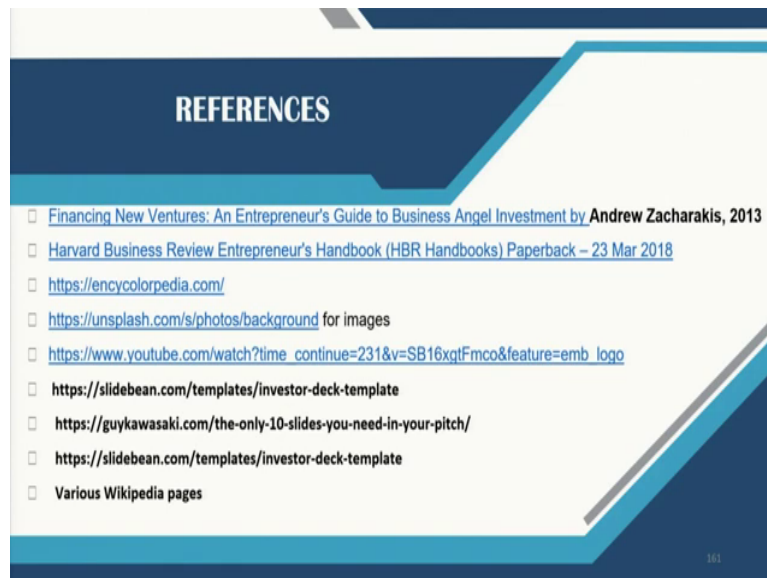 REFERENCES
Financing New Ventures: An Entrepreneur's Guide to Business Angel Investment by Andrew Zacharakis, 2013
Harvard Business Review Entrepreneur's Handbook (HBR Handbooks) Paperback – 23 Mar 2018
https://encycolorpedia.com/
https://unsplash.com/s/photos/background for images
https://www.youtube.com/watch?time_continue=231&v=SB16xgtFmco&feature=emb_logo
https://slidebean.com/templates/investor-deck-template
https://guykawasaki.com/the-only-10-slides-you-need-in-your-pitch/
https://slidebean.com/templates/investor-deck-template
Various Wikipedia pages
161